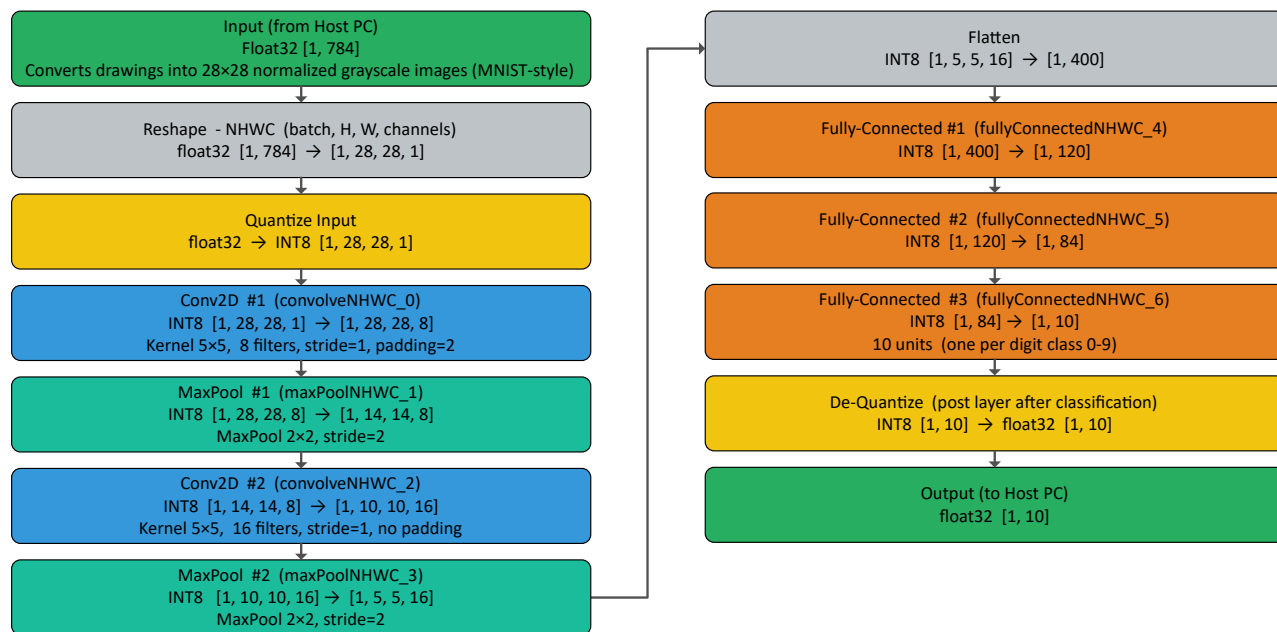 Input (from Host PC)
Float32 [1, 784]
Converts drawings into 28×28 normalized grayscale images (MNIST-style)
Reshape - NHWC (batch, H, W, channels)
float32 [1, 784] → [1, 28, 28, 1]
Quantize Input
float32 → INT8 [1, 28, 28, 1]
Conv2D #1 (convolveNHWC_0)
INT8 [1, 28, 28, 1] → [1, 28, 28, 8]
Kernel 5×5, 8 filters, stride=1, padding=2
MaxPool #1 (maxPoolNHWC_1)
INT8 [1, 28, 28, 8] → [1, 14, 14, 8]
MaxPool 2×2, stride=2
Conv2D #2 (convolveNHWC_2)
INT8 [1, 14, 14, 8] → [1, 10, 10, 16]
Kernel 5×5, 16 filters, stride=1, no padding
MaxPool #2 (maxPoolNHWC_3)
INT8 [1, 10, 10, 16] → [1, 5, 5, 16]
MaxPool 2×2, stride=2
Flatten
INT8 [1, 5, 5, 16] → [1, 400]
Fully-Connected #1 (fullyConnectedNHWC_4)
INT8 [1, 400] → [1, 120]
Fully-Connected #2 (fullyConnectedNHWC_5)
INT8 [1, 120] → [1, 84]
Fully-Connected #3 (fullyConnectedNHWC_6)
INT8 [1, 84] → [1, 10]
10 units (one per digit class 0-9)
De-Quantize (post layer after classification)
INT8 [1, 10] → float32 [1, 10]
Output (to Host PC)
float32 [1, 10]